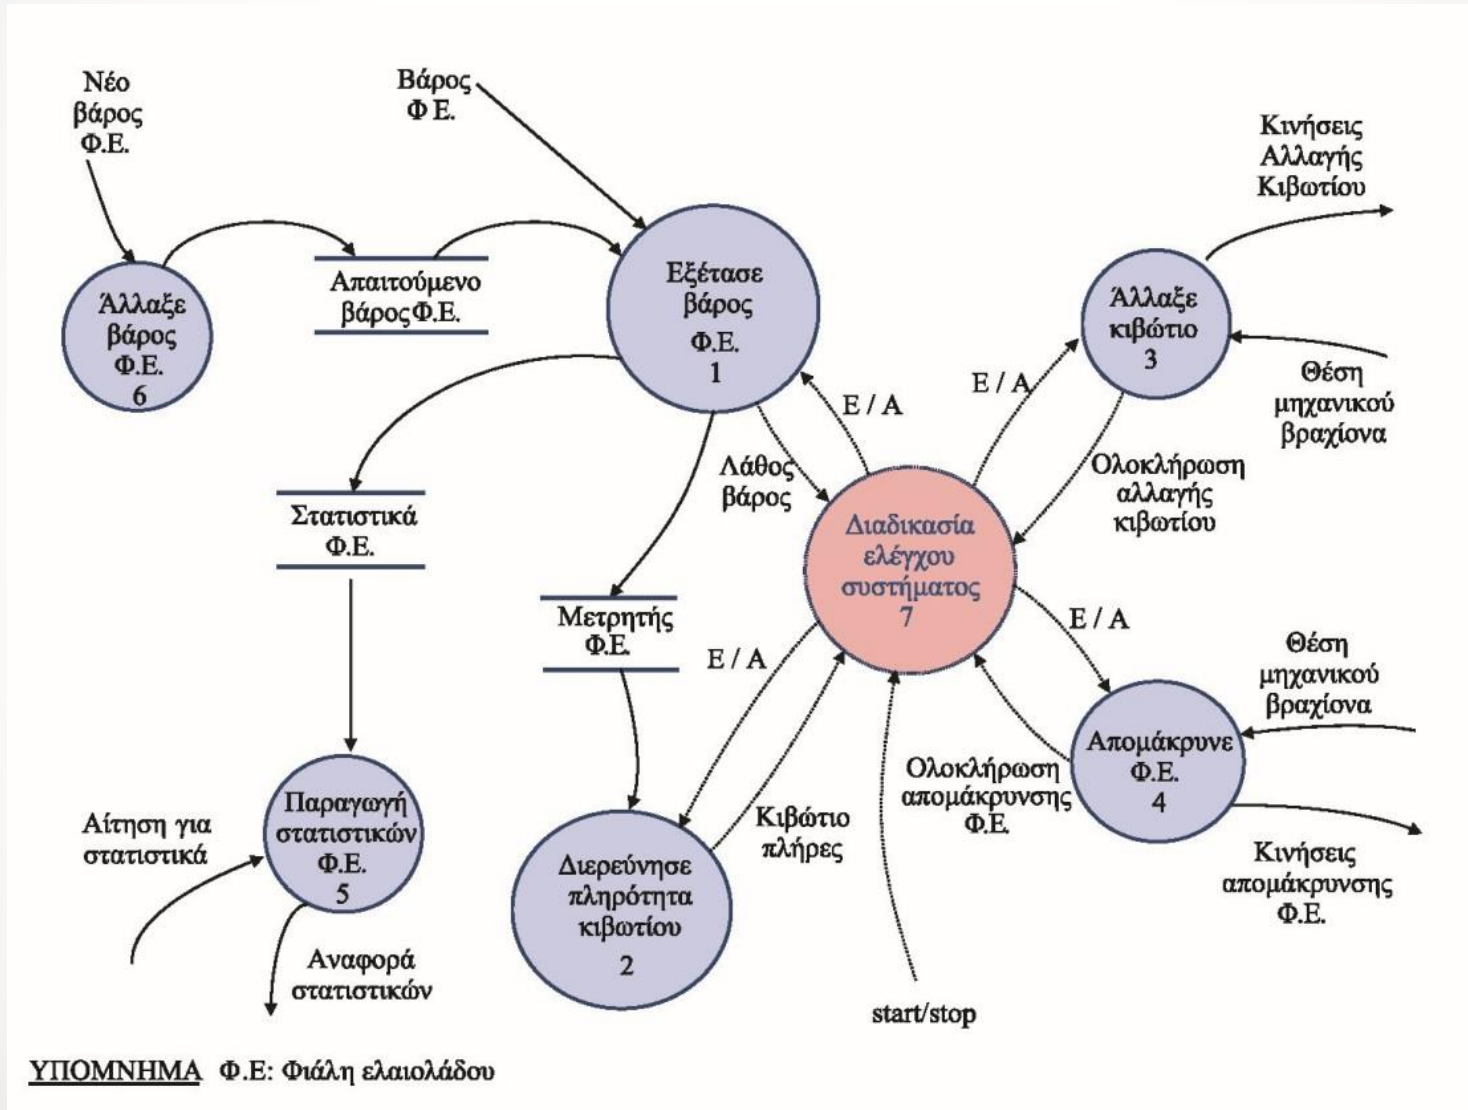 Νέο
βάρος
Φ.Ε.
Βάρος
Φ Ε.
Κινήσεις
Αλλαγής
Κιβωτίου
Άλλαξε
βάρος
Φ.Ε.
6
Απαιτούμενο
βάρος Φ.Ε.
Εξέτασε
βάρος
Φ.Ε.
1
Άλλαξε
κιβώτιο
3
Ε / Α
Ε / Α
Θέση
μηχανικού
βραχίονα
Λάθος
βάρος
Ολοκλήρωση
αλλαγής
κιβωτίου
Στατιστικά
Φ.Ε.
Διαδικασία
ελέγχου
συστήματος
7
Μετρητής
Φ.Ε.
Ε / Α
Ε / Α
Θέση
μηχανικού
βραχίονα
Απομάκρυνε
Φ.Ε.
4
Ολοκλήρωση
απομάκρυνσης
Φ.Ε.
Παραγωγή
στατιστικών
Φ.Ε.
5
Αίτηση για
στατιστικά
Κιβώτιο
πλήρες
Διερεύνησε
πληρότητα
κιβωτίου
2
Κινήσεις
απομάκρυνσης
Φ.Ε.
Αναφορά
στατιστικών
start/stop
ΥΠΟΜΝΗΜΑ Φ.Ε: Φιάλη ελαιολάδου